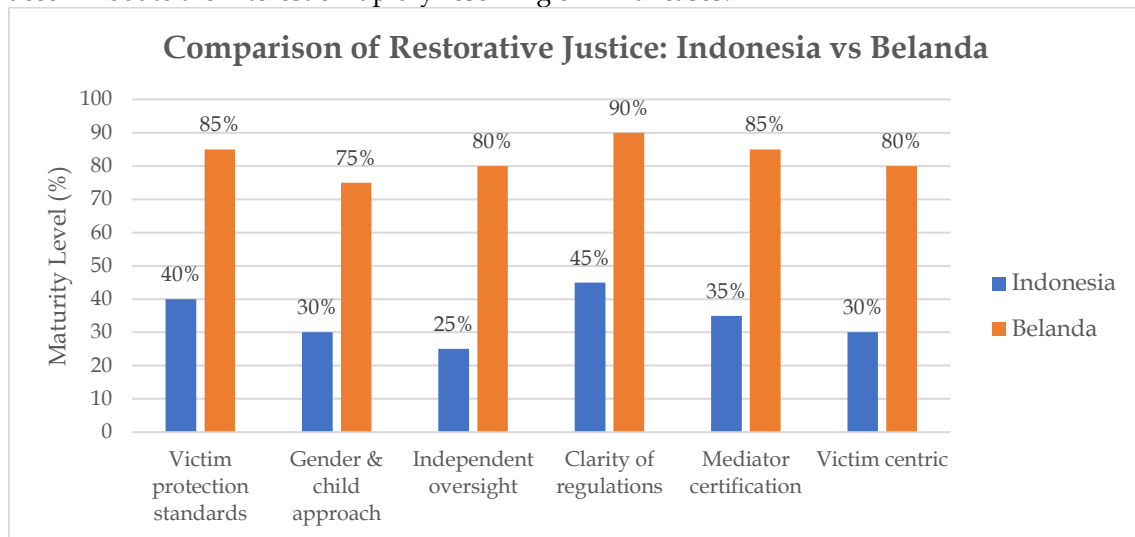 Comparison of Restorative Justice: Indonesia vs Belanda
Maturity Level (%)
100
90
80
70
60
50
40
30
20
10
0
40%
85%
30%
75%
25%
80%
45%
90%
35%
85%
30%
80%
Victim
protection
standards
Gender &
child
approach
Independent
oversight
Clarity of
regulations
Mediator
certification
Victim centric
Indonesia
Belanda